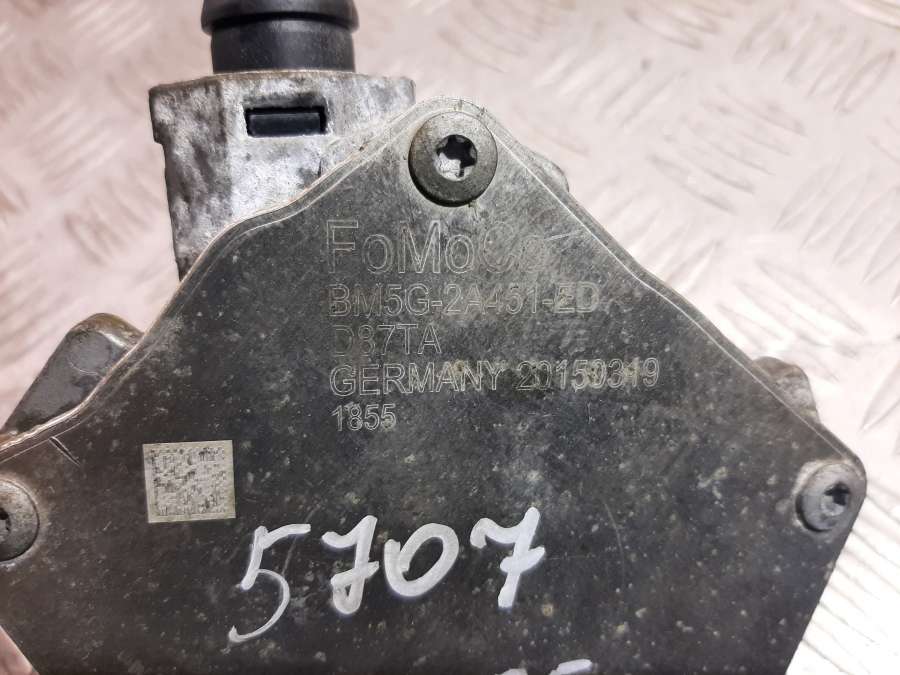 FoMoCo
BM5G-2A451-ED
D87TA
GERMANY 20150319
1855
5707